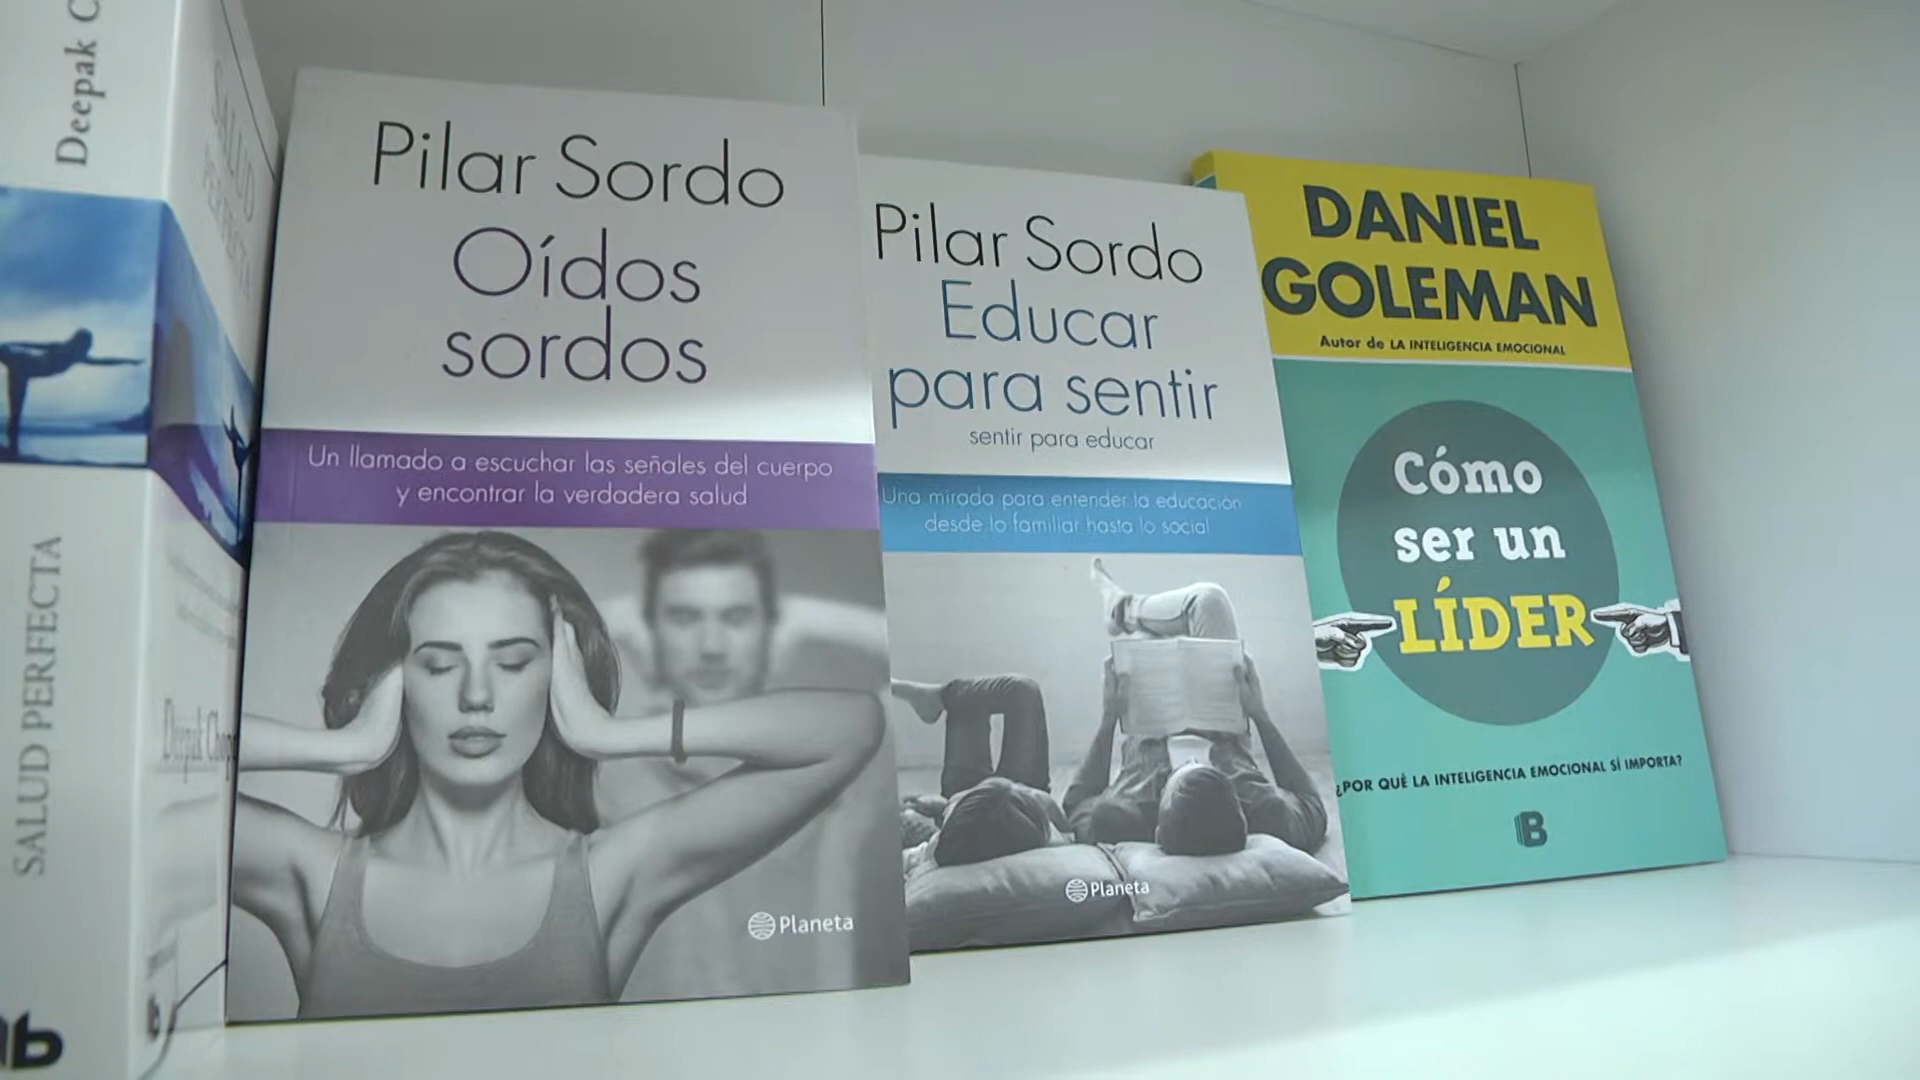 Deepak C
SALUD PERFECTA
b
SALUD
PERFECTA
Deepak Chop
b
Pilar Sordo
Oídos
sordos
Un llamado a escuchar las señales del cuerpo
y encontrar la verdadera salud
Planeta
Pilar Sordo
Educar
para sentir
sentir para educar
Una mirada para entender la educación
desde lo familiar hasta lo social
Planeta
DANIEL
GOLEMAN
Autor de LA INTELIGENCIA EMOCIONAL
Cómo
ser un
LÍDER
¿POR QUÉ LA INTELIGENCIA EMOCIONAL SÍ IMPORTA?
B